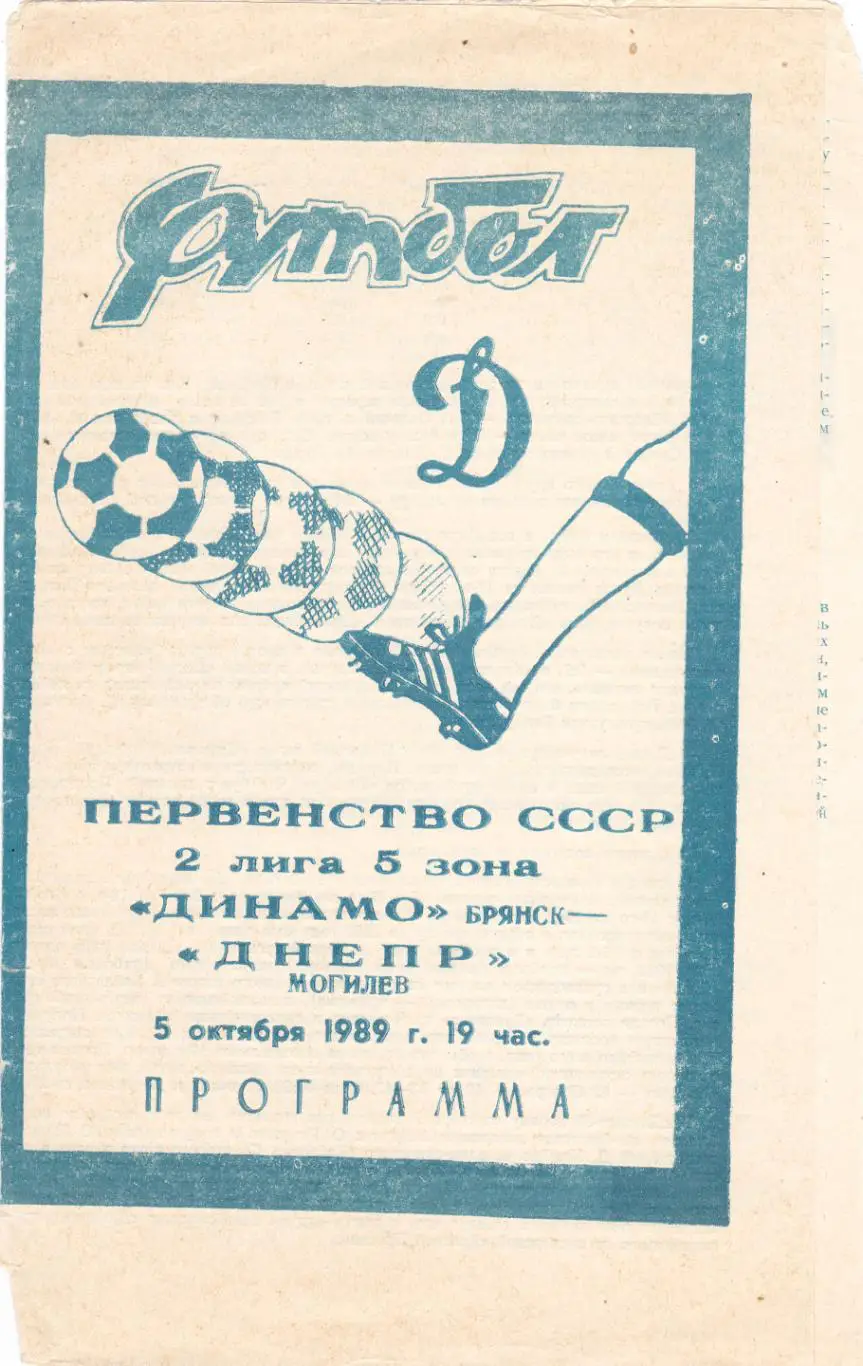 Футбол
Д
ПЕРВЕНСТВО СССР
2 лига 5 зона
«ДИНАМО» БРЯНСК—
«ДНЕПР»
МОГИЛЕВ
5 октября 1989 г. 19 час.
ПРОГРАММА